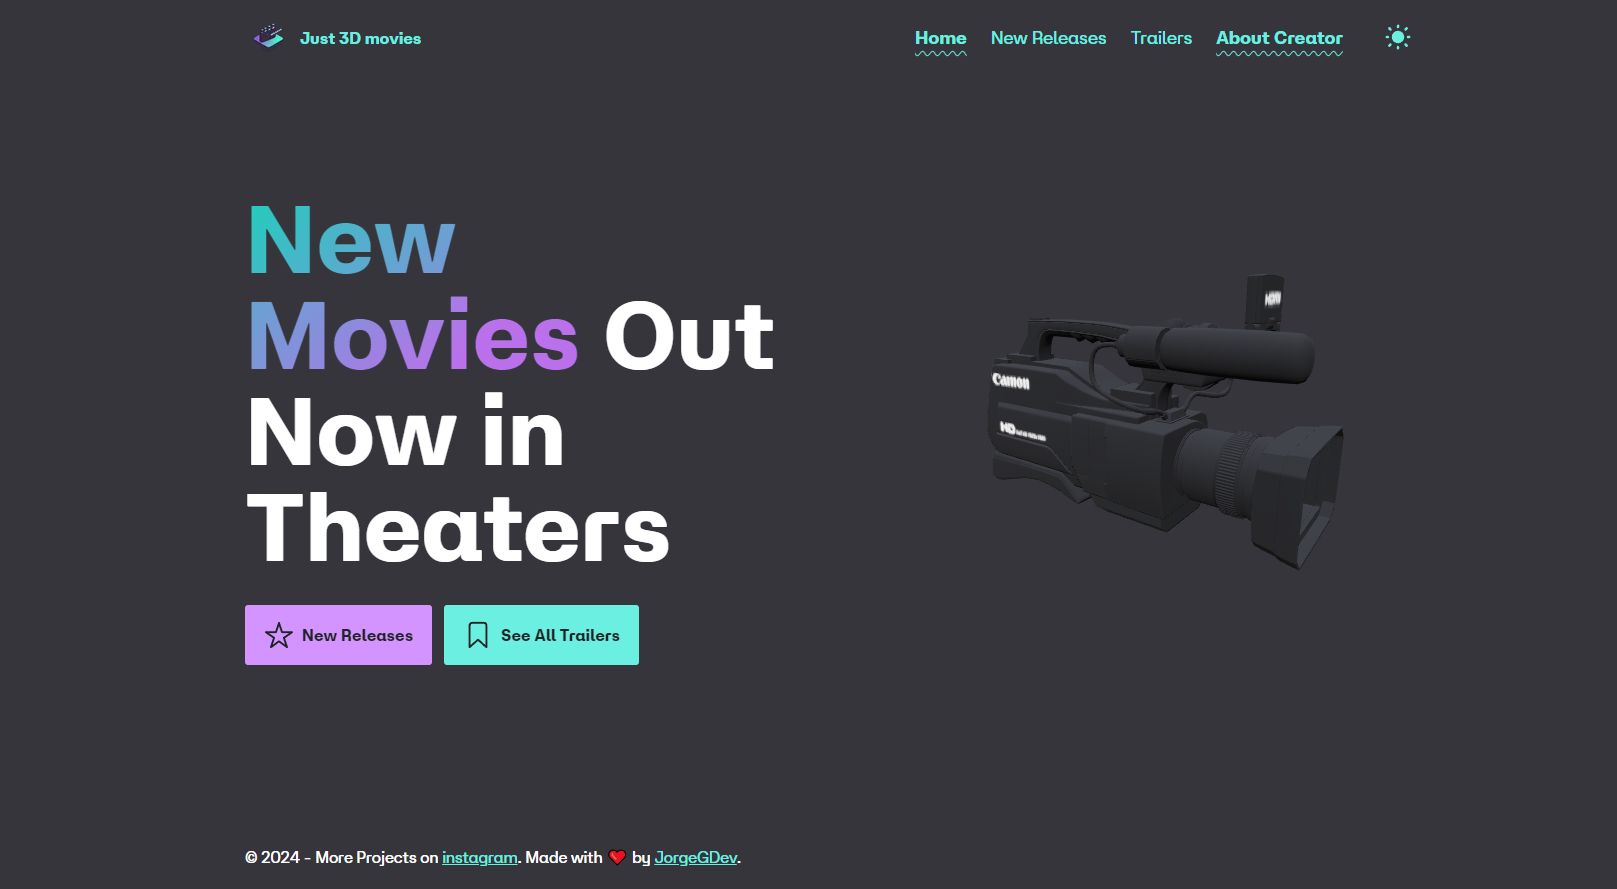 Just 3D movies
Home New Releases Trailers About Creator
New
Movies Out
Now in
Theaters
Camon
HD
New Releases
See All Trailers
© 2024 - More Projects on instagram. Made with ❤️ by JorgeGDev.